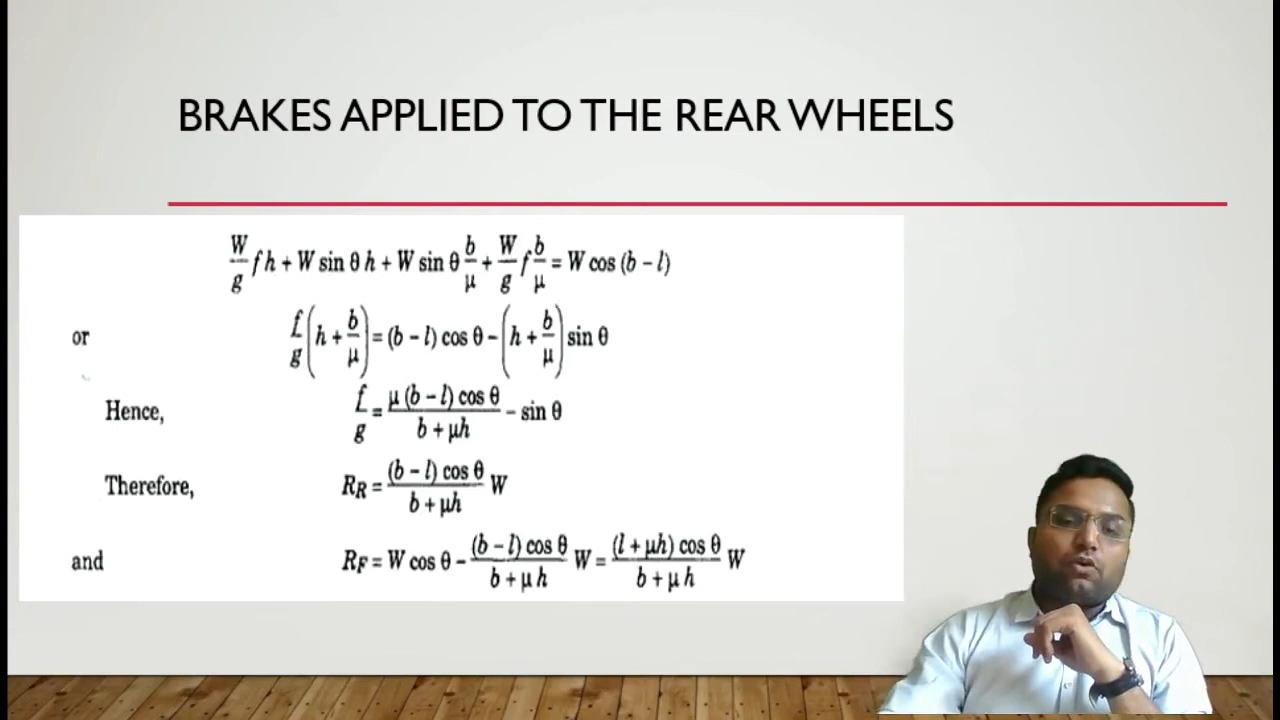 BRAKES APPLIED TO THE REAR WHEELS
W/g f h + W sin θ h + W sin θ b/μ + W/g f b/μ = W cos (b – l)
or f/g (h + b/μ) = (b – l) cos θ – (h + b/μ) sin θ
Hence, f/g = μ (b – l) cos θ / b + μh – sin θ
Therefore, R_R = (b – l) cos θ / b + μh W
and R_F = W cos θ – (b – l) cos θ / b + μ h W = (l + μh) cos θ / b + μ h W